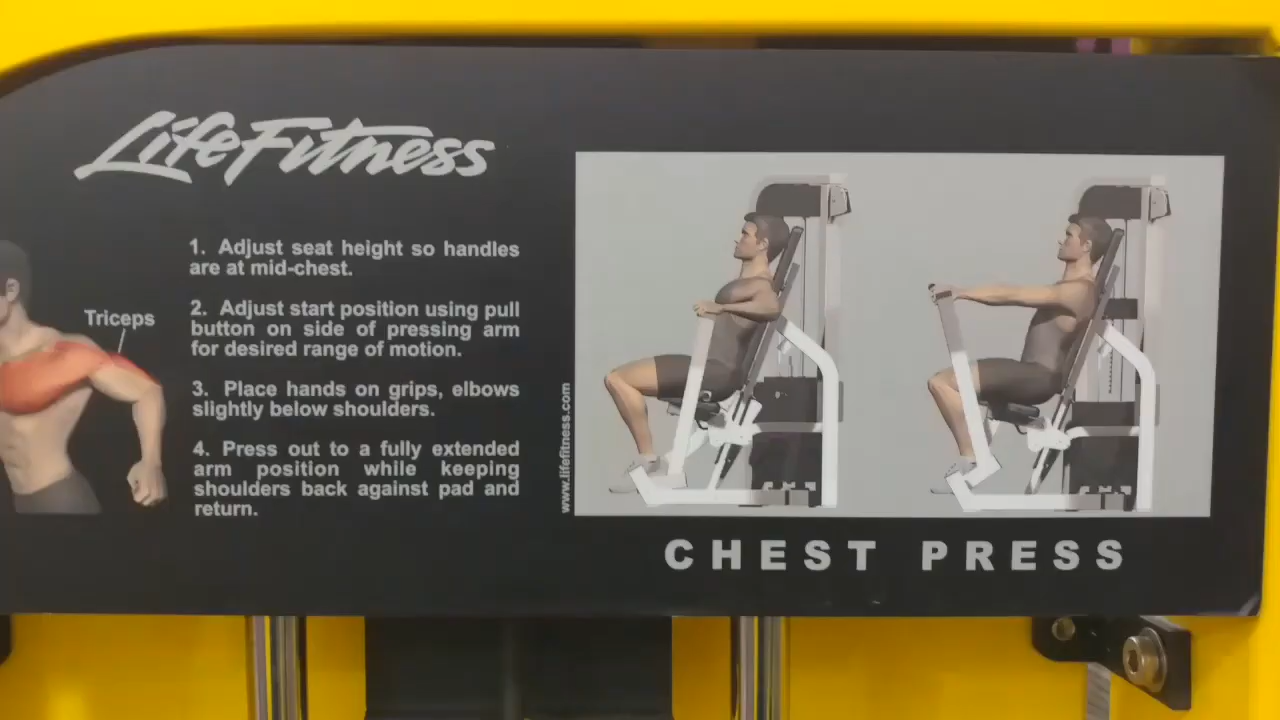 LifeFitness
Triceps
1. Adjust seat height so handles
are at mid-chest.
2. Adjust start position using pull
button on side of pressing arm
for desired range of motion.
3. Place hands on grips, elbows
slightly below shoulders.
4. Press out to a fully extended
arm position while keeping
shoulders back against pad and
return.
www.lifefitness.com
CHEST PRESS